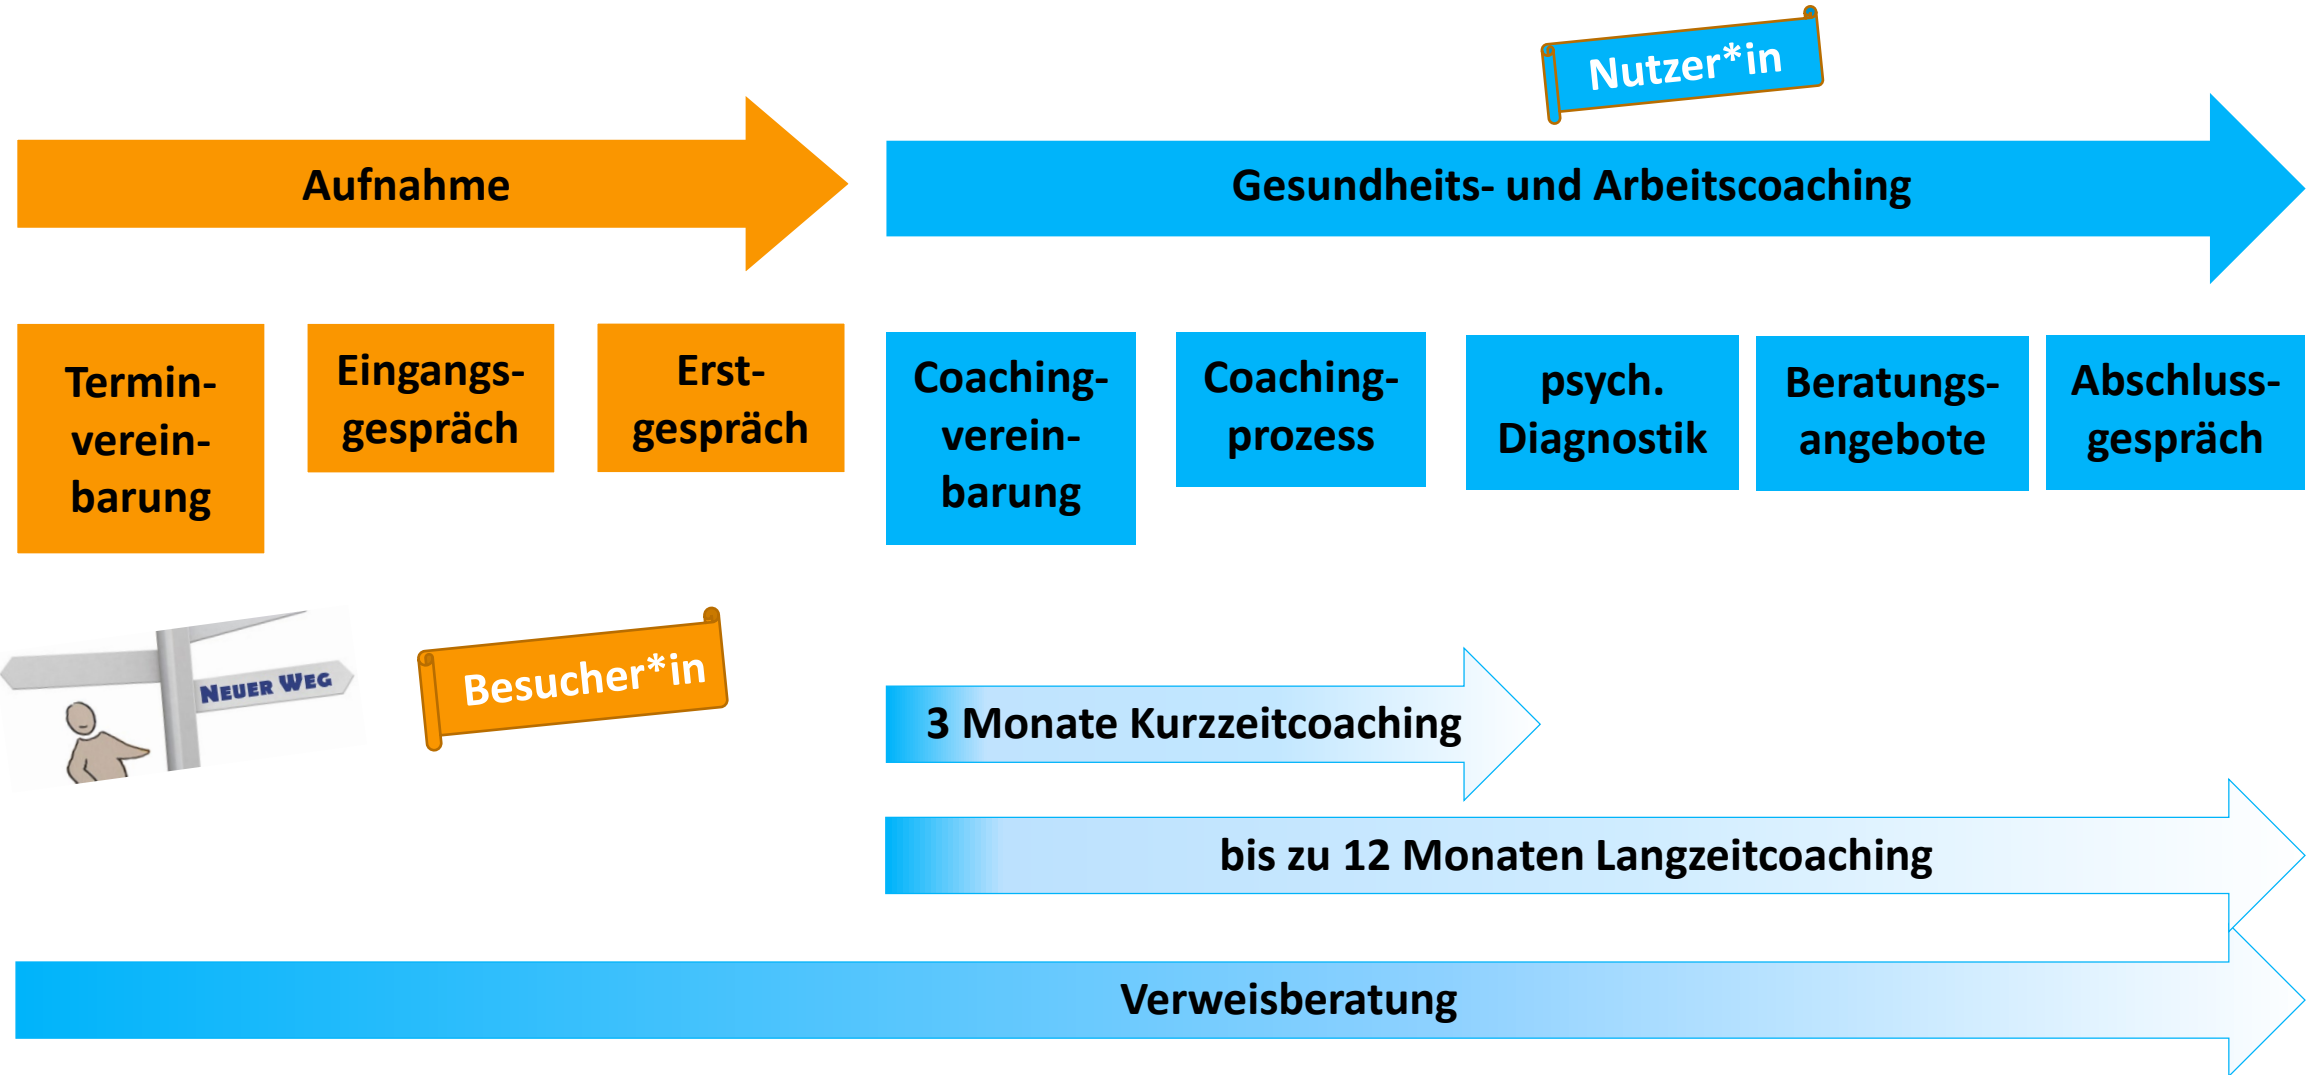 Nutzer*in
Aufnahme
Gesundheits- und Arbeitscoaching
Termin-
verein-
barung
Eingangs-
gespräch
Erst-
gespräch
Coaching-
verein-
barung
Coaching-
prozess
psych.
Diagnostik
Beratungs-
angebote
Abschluss-
gespräch
NEUER WEG
Besucher*in
3 Monate Kurzzeitcoaching
bis zu 12 Monaten Langzeitcoaching
Verweisberatung